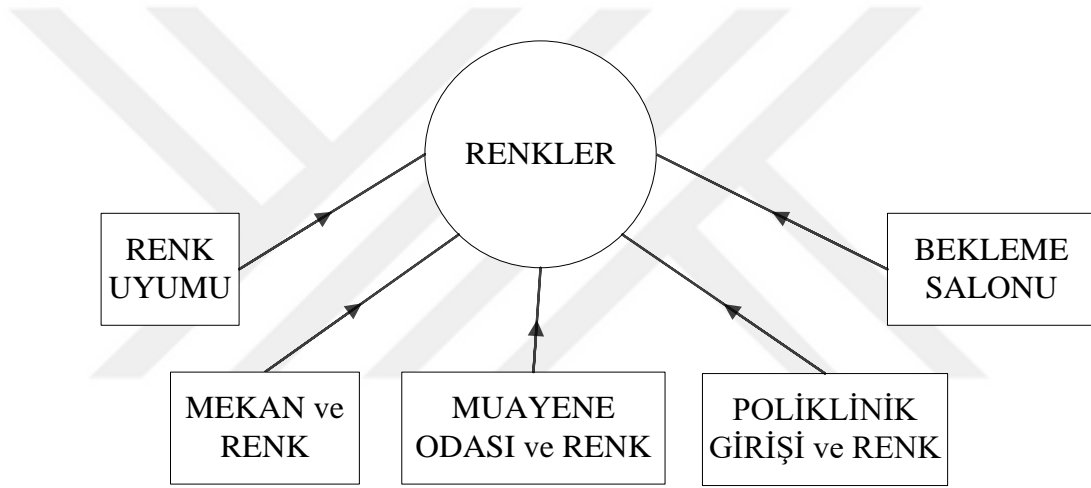 RENKLER
RENK
UYUMU
BEKLEME
SALONU
MEKAN ve
RENK
MUAYENE
ODASI ve RENK
POLİKLİNİK
GİRİŞİ ve RENK